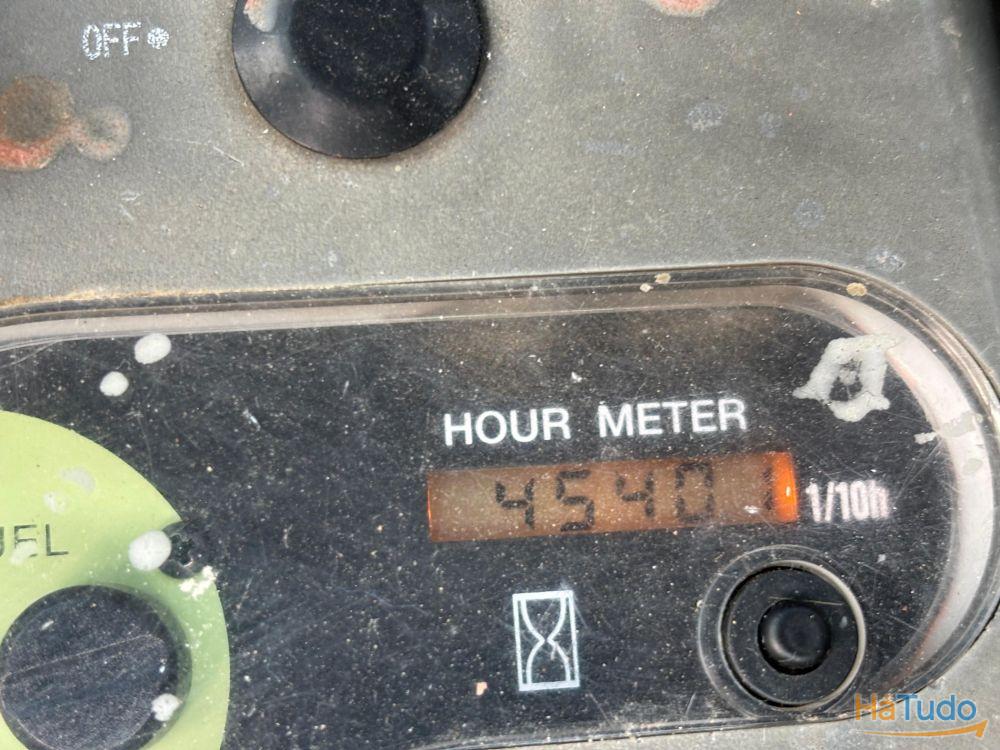 OFF
HOUR METER
45401
1/10h
UEL
HáTudo